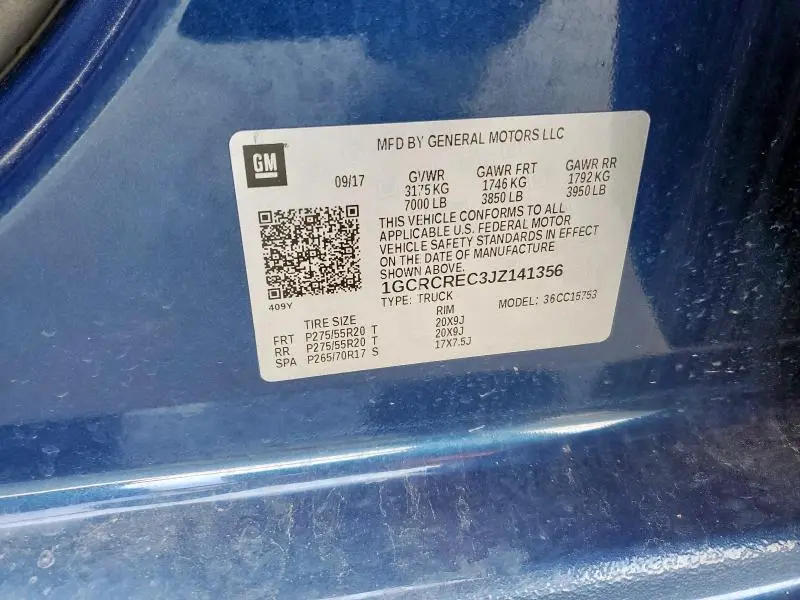 GM
MFD BY GENERAL MOTORS LLC
09/17
GVWR GAWR FRT GAWR RR
3175 KG 1746 KG 1792 KG
7000 LB 3850 LB 3950 LB
THIS VEHICLE CONFORMS TO ALL
APPLICABLE U.S. FEDERAL MOTOR
VEHICLE SAFETY STANDARDS IN EFFECT
ON THE DATE OF MANUFACTURE
SHOWN ABOVE.
1GCRCREC3JZ141356
409Y
TYPE: TRUCK MODEL: 36CC15753
TIRE SIZE RIM
FRT P275/55R20 T 20X9J
RR P275/55R20 T 20X9J
SPA P265/70R17 S 17X7.5J